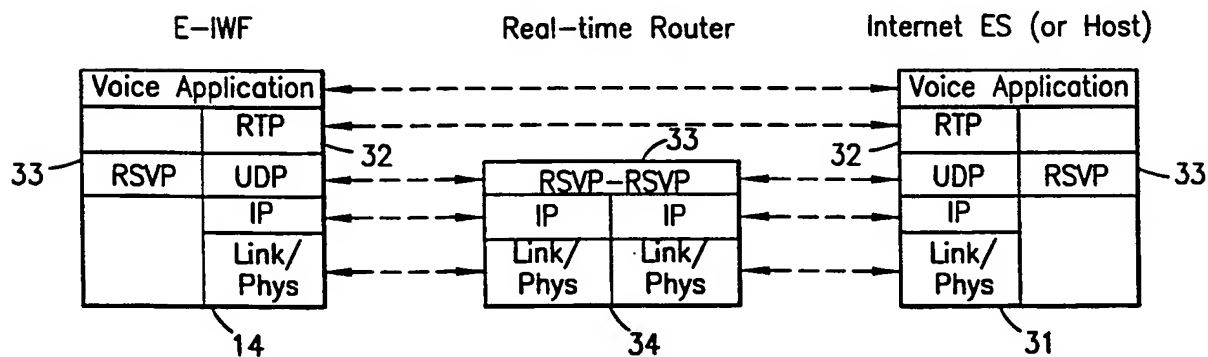 E-IWF Real-time Router Internet ES (or Host)
Voice Application Voice Application
RTP RTP
33 32 33 32 33
RSVP UDP RSVP-RSVP UDP RSVP
IP IP IP IP
Link/ Link/ Link/ Link/
Phys Phys Phys Phys
14 34 31